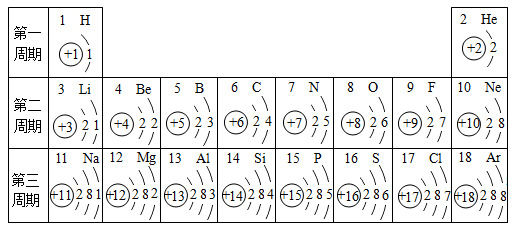 第一周期
1 H
+1 1
2 He
+2 2
第二周期
3 Li
+3 2 1
4 Be
+4 2 2
5 B
+5 2 3
6 C
+6 2 4
7 N
+7 2 5
8 O
+8 2 6
9 F
+9 2 7
10 Ne
+10 2 8
第三周期
11 Na
+11 2 8 1
12 Mg
+12 2 8 2
13 Al
+13 2 8 3
14 Si
+14 2 8 4
15 P
+15 2 8 5
16 S
+16 2 8 6
17 Cl
+17 2 8 7
18 Ar
+18 2 8 8